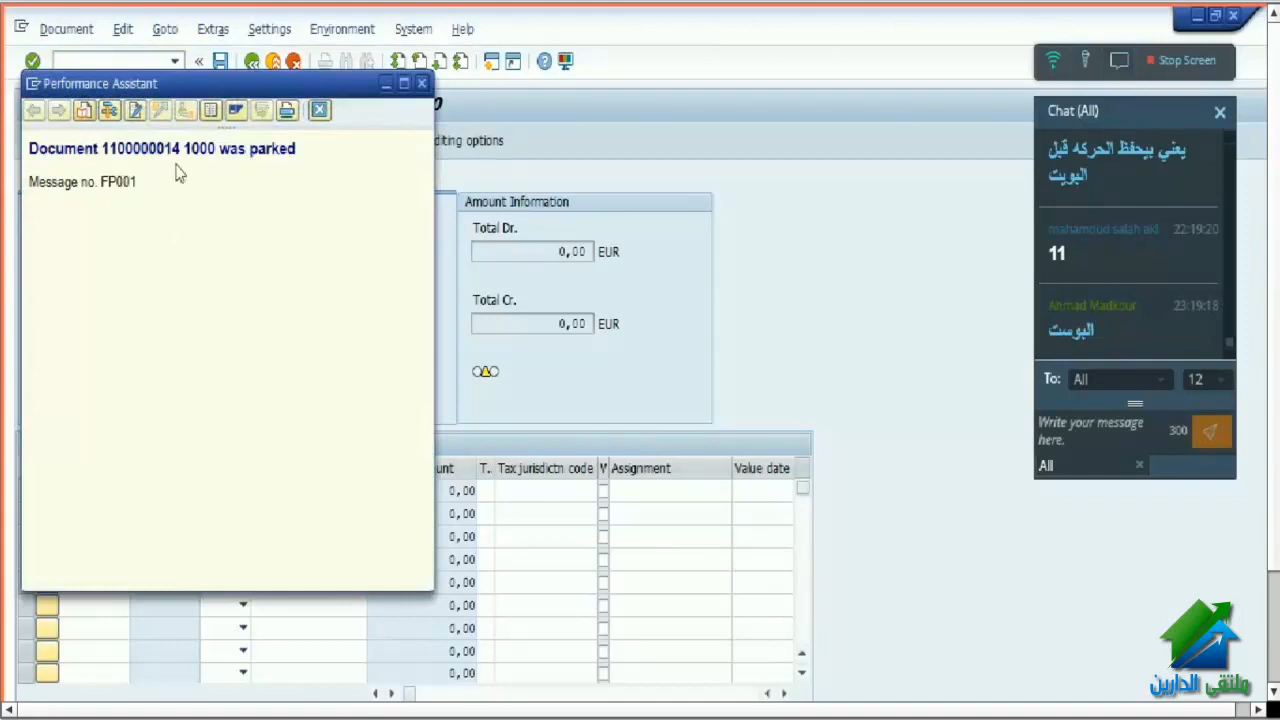 Document Edit Goto Extras Settings Environment System Help
Performance Assistant
Document 1100000014 1000 was parked
Message no. FP001
diting options
Amount Information
Total Dr.
0,00 EUR
Total Cr.
0,00 EUR
unt T.. Tax jurisdictn code Assignment Value date
0,00
0,00
0,00
0,00
0,00
0,00
0,00
0,00
0,00
Stop Screen
Chat (All)
يعني بيحفظ الحركه قبل
البويت
mahamoud salah akl 22:19:20
11
Ahmad Madkour 23:19:18
البوست
To: All 12
Write your message
here. 300
All
ملتقى الدارين